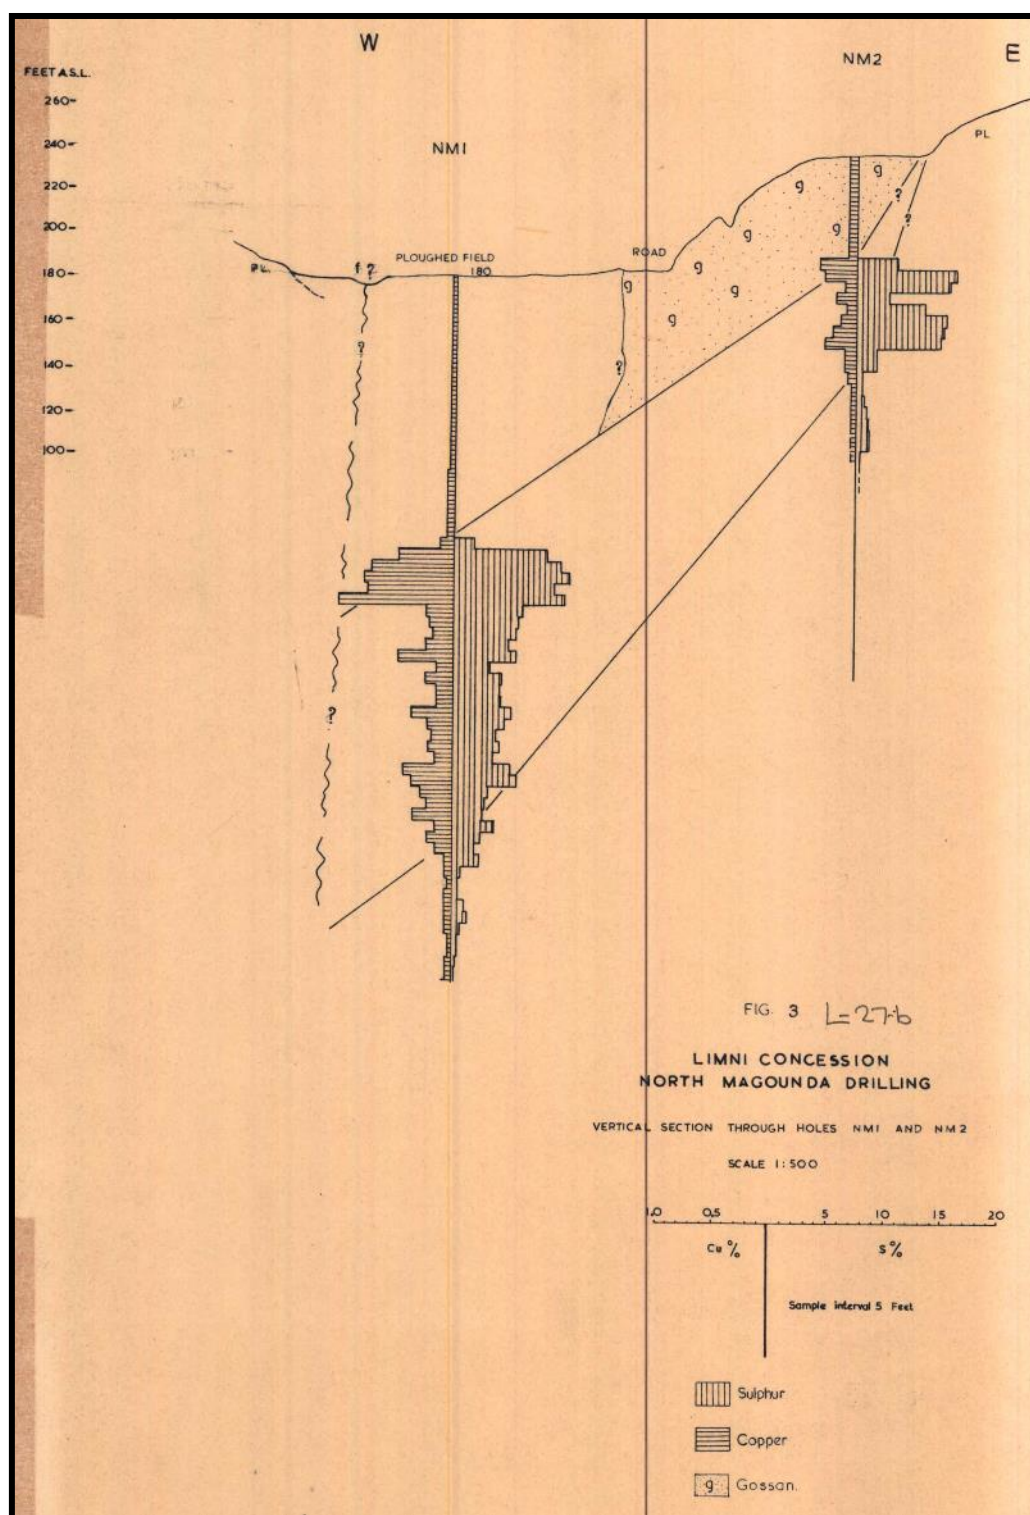 W
E
NM2
FEET A.S.L.
260-
240-
220-
200-
180-
160-
140-
120-
100-
NM1
PL
PL.
f ?
PLOUGHED FIELD
180
ROAD
g
g
g
g
g
g
g
g
?
?
?
?
?
FIG. 3 L-27-b
LIMNI CONCESSION
NORTH MAGOUNDA DRILLING
VERTICAL SECTION THROUGH HOLES NM1 AND NM2
SCALE 1:500
1.0 0.5 5 10 15 20
Cu % S %
Sample interval 5 Feet
Sulphur
Copper
g Gossan.